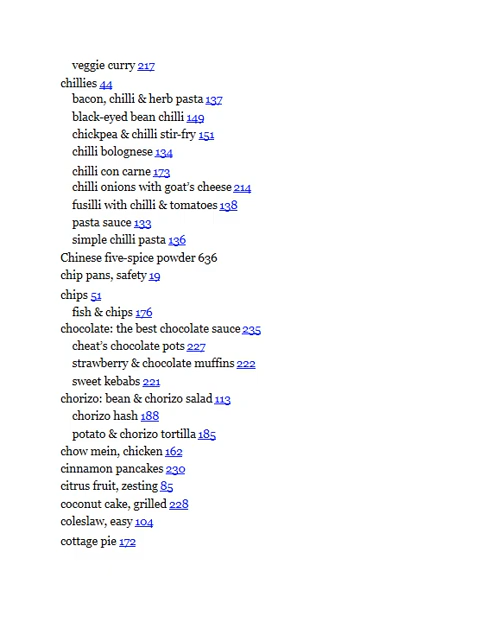 veggie curry 217
chillies 44
bacon, chilli & herb pasta 137
black-eyed bean chilli 149
chickpea & chilli stir-fry 151
chilli bolognese 134
chilli con carne 173
chilli onions with goat's cheese 214
fusilli with chilli & tomatoes 138
pasta sauce 133
simple chilli pasta 136
Chinese five-spice powder 636
chip pans, safety 19
chips 51
fish & chips 176
chocolate: the best chocolate sauce 235
cheat's chocolate pots 227
strawberry & chocolate muffins 222
sweet kebabs 221
chorizo: bean & chorizo salad 113
chorizo hash 188
potato & chorizo tortilla 185
chow mein, chicken 162
cinnamon pancakes 230
citrus fruit, zesting 85
coconut cake, grilled 228
coleslaw, easy 104
cottage pie 172